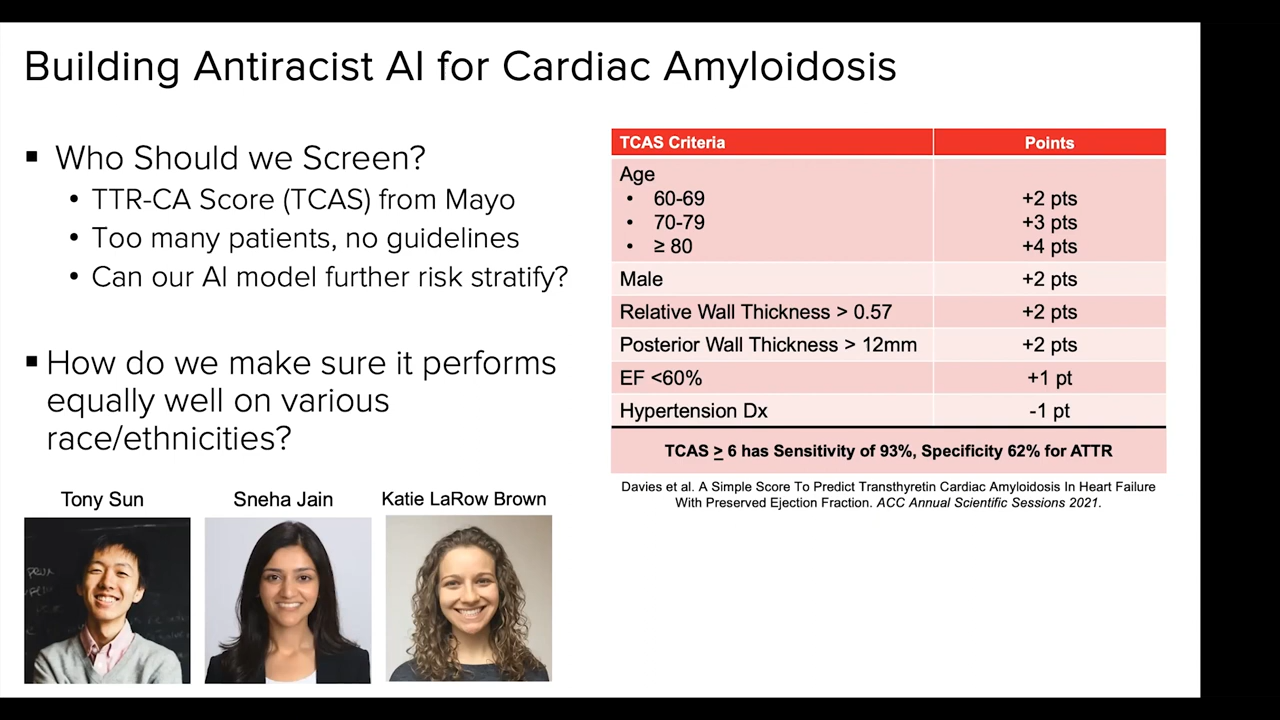 Building Antiracist AI for Cardiac Amyloidosis
▪ Who Should we Screen?
• TTR-CA Score (TCAS) from Mayo
• Too many patients, no guidelines
• Can our AI model further risk stratify?
▪ How do we make sure it performs
equally well on various
race/ethnicities?
Tony Sun
Sneha Jain
Katie LaRow Brown
TCAS Criteria Points
Age
• 60-69 +2 pts
• 70-79 +3 pts
• ≥ 80 +4 pts
Male +2 pts
Relative Wall Thickness > 0.57 +2 pts
Posterior Wall Thickness > 12mm +2 pts
EF <60% +1 pt
Hypertension Dx -1 pt
TCAS ≥ 6 has Sensitivity of 93%, Specificity 62% for ATTR
Davies et al. A Simple Score To Predict Transthyretin Cardiac Amyloidosis In Heart Failure
With Preserved Ejection Fraction. ACC Annual Scientific Sessions 2021.